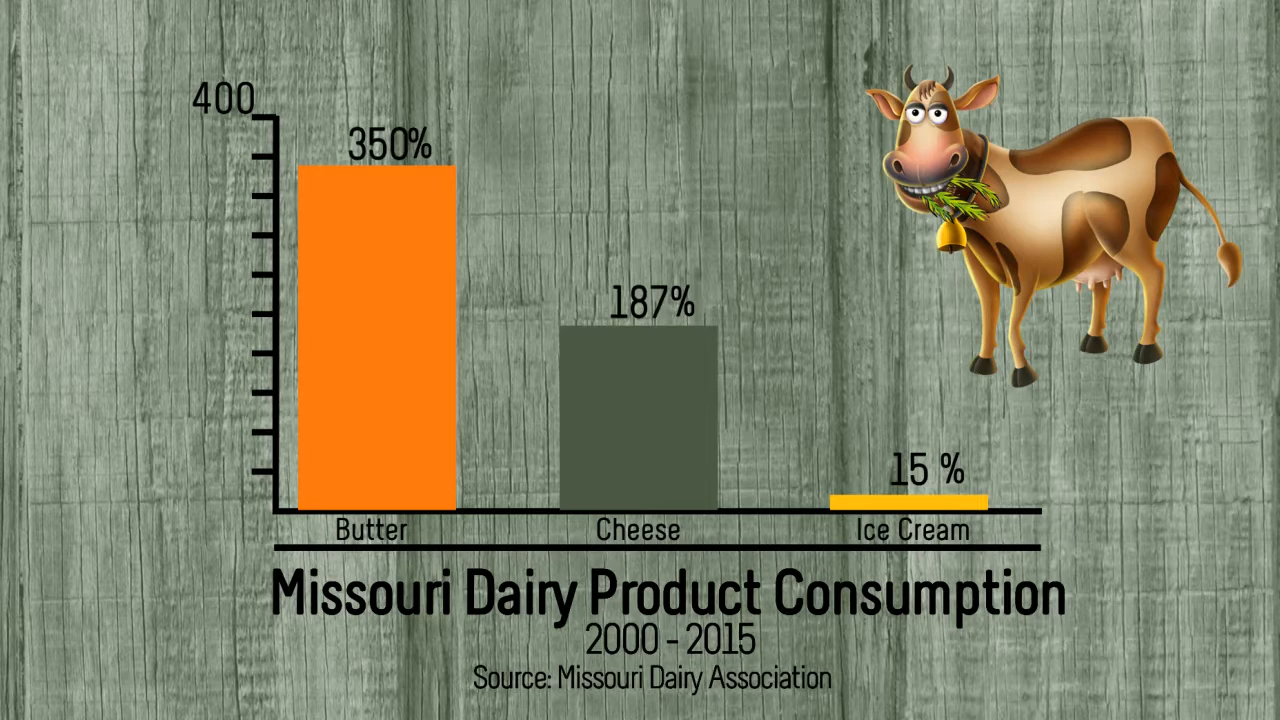 400
350%
187%
15 %
Butter Cheese Ice Cream
Missouri Dairy Product Consumption
2000 - 2015
Source: Missouri Dairy Association